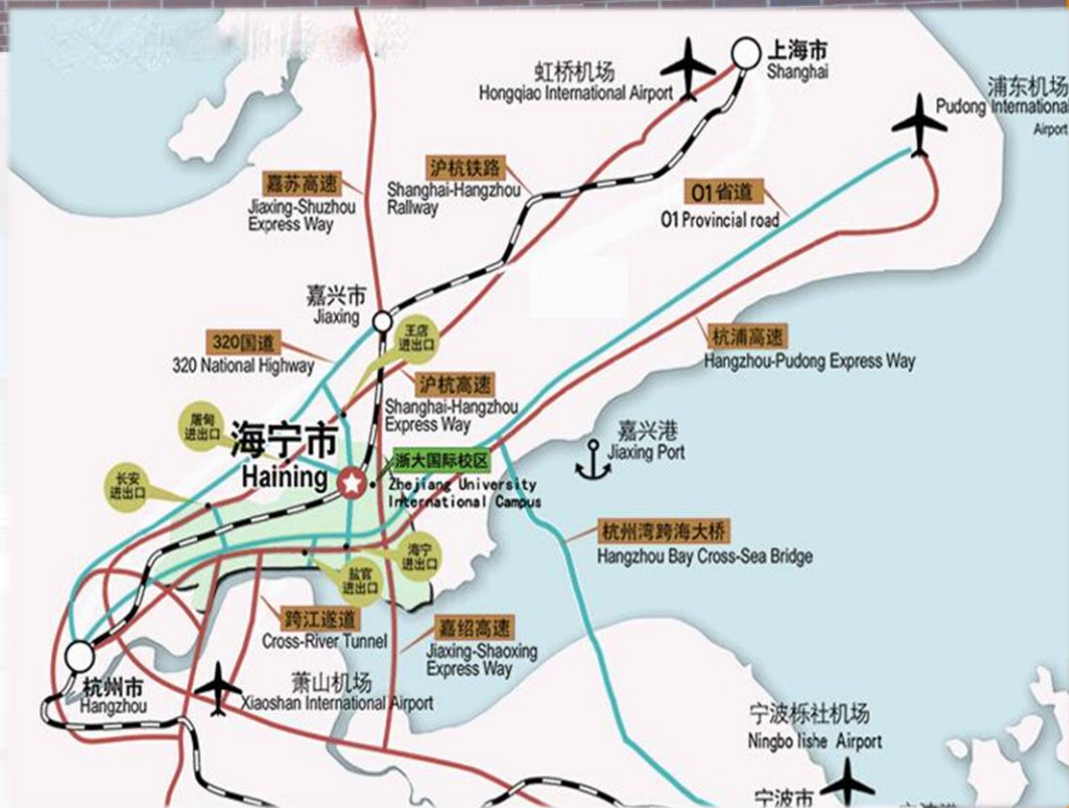 上海市
Shanghai
虹桥机场
Hongqiao International Airport
浦东机场
Pudong International
Airport
沪杭铁路
Shanghai-Hangzhou
Rallway
嘉苏高速
Jiaxing-Shuzhou
Express Way
01省道
01 Provincial road
嘉兴市
Jiaxing
王店
进出口
320国道
320 National Highway
杭浦高速
Hangzhou-Pudong Express Way
沪杭高速
Shanghai-Hangzhou
Express Way
屠甸
进出口
海宁市
Haining
嘉兴港
Jiaxing Port
浙大国际校区
Zhejiang University
International Campus
长安
进出口
杭州湾跨海大桥
Hangzhou Bay Cross-Sea Bridge
海宁
进出口
盐官
进出口
跨江遂道
Cross-River Tunnel
嘉绍高速
Jiaxing-Shaoxing
Express Way
杭州市
Hangzhou
萧山机场
Xiaoshan International Airport
宁波栎社机场
Ningbo lishe Airport
宁波市